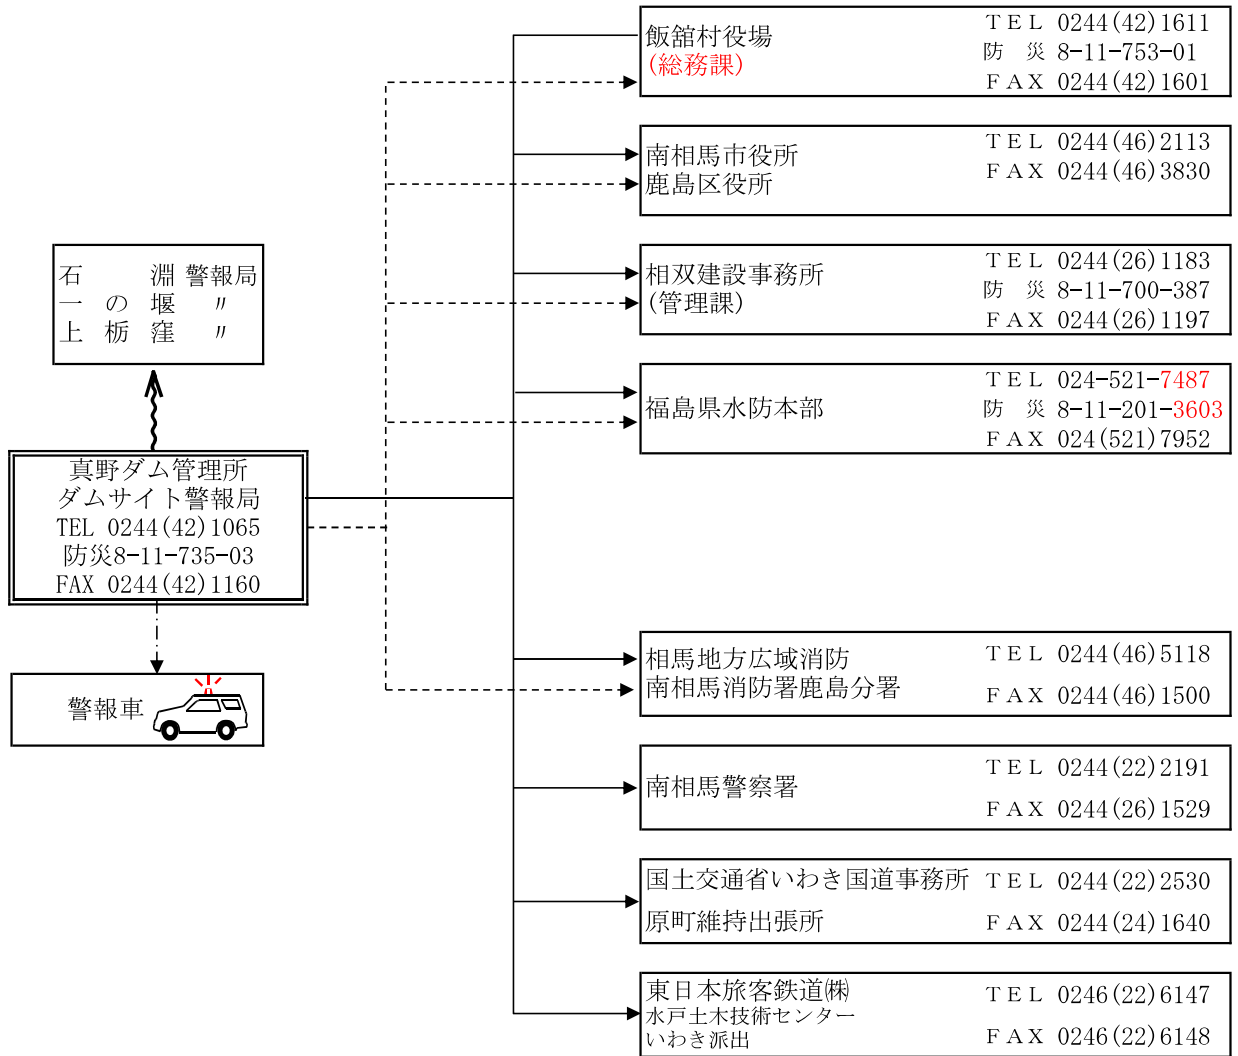 飯舘村役場
(総務課)
ＴＥＬ 0244(42)1611
防　災 8-11-753-01
ＦＡＸ 0244(42)1601
南相馬市役所
鹿島区役所
ＴＥＬ 0244(46)2113
ＦＡＸ 0244(46)3830
石　　淵 警報局
一 の 堰 〃
上 栃 窪 〃
相双建設事務所
(管理課)
ＴＥＬ 0244(26)1183
防　災 8-11-700-387
ＦＡＸ 0244(26)1197
福島県水防本部
ＴＥＬ 024-521-7487
防　災 8-11-201-3603
ＦＡＸ 024(521)7952
真野ダム管理所
ダムサイト警報局
TEL 0244(42)1065
防災8-11-735-03
FAX 0244(42)1160
警報車
相馬地方広域消防
南相馬消防署鹿島分署
ＴＥＬ 0244(46)5118
ＦＡＸ 0244(46)1500
南相馬警察署
ＴＥＬ 0244(22)2191
ＦＡＸ 0244(26)1529
国土交通省いわき国道事務所
原町維持出張所
ＴＥＬ 0244(22)2530
ＦＡＸ 0244(24)1640
東日本旅客鉄道㈱
水戸土木技術センター
いわき派出
ＴＥＬ 0246(22)6147
ＦＡＸ 0246(22)6148